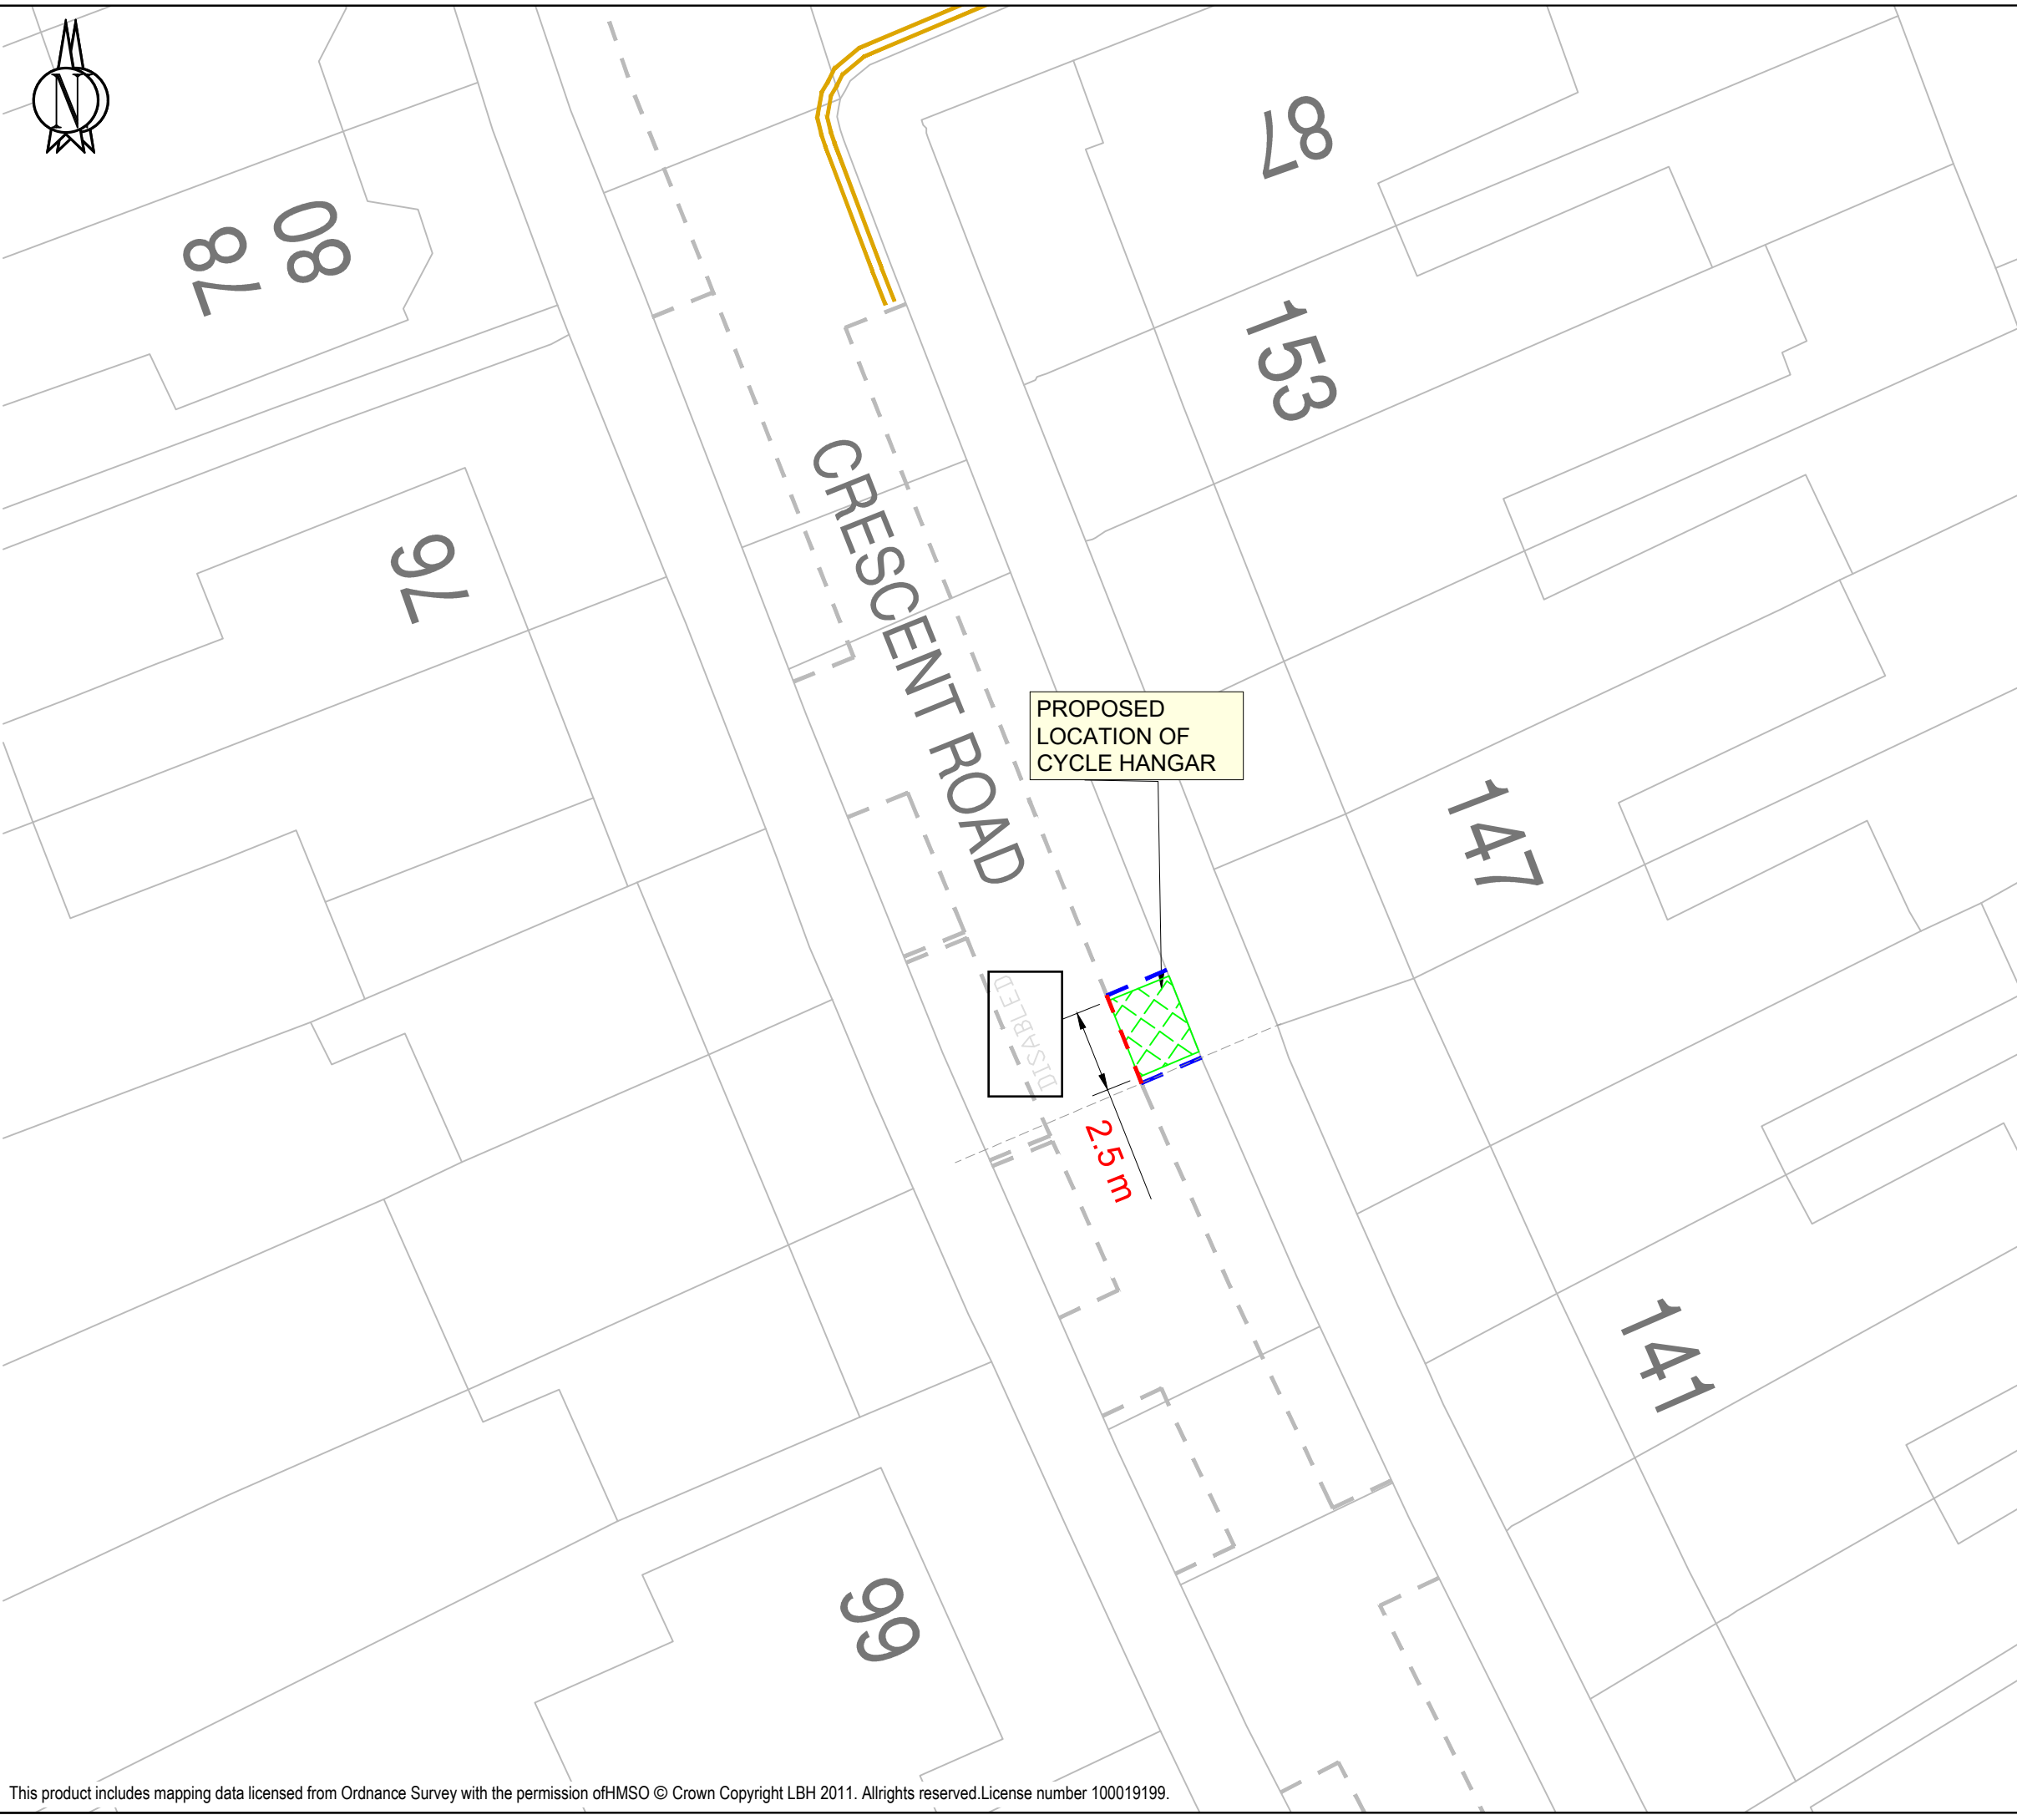 N
87
80
78
153
CRESCENT ROAD
76
PROPOSED
LOCATION OF
CYCLE HANGAR
147
DISABLED
2.5 m
141
66
This product includes mapping data licensed from Ordnance Survey with the permission ofHMSO © Crown Copyright LBH 2011. Allrights reserved.License number 100019199.